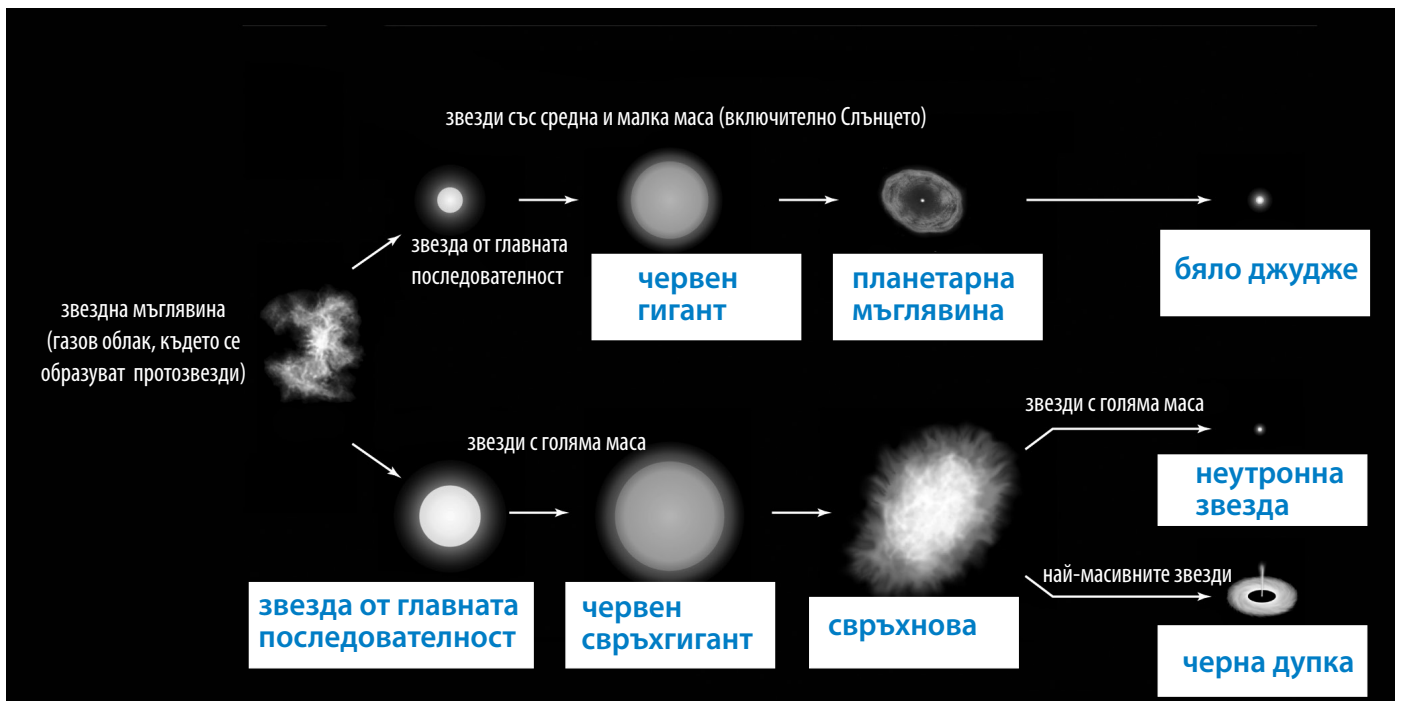 звезди със средна и малка маса (включително Слънцето)
звезда от главната
последователност
червен
гигант
планетарна
мъглявина
бяло джудже
звездна мъглявина
(газов облак, където се
образуват протозвезди)
звезди с голяма маса
звезди с голяма маса
неутронна
звезда
най-масивните звезди
звезда от главната
последователност
червен
свръхгигант
свръхнова
черна дупка